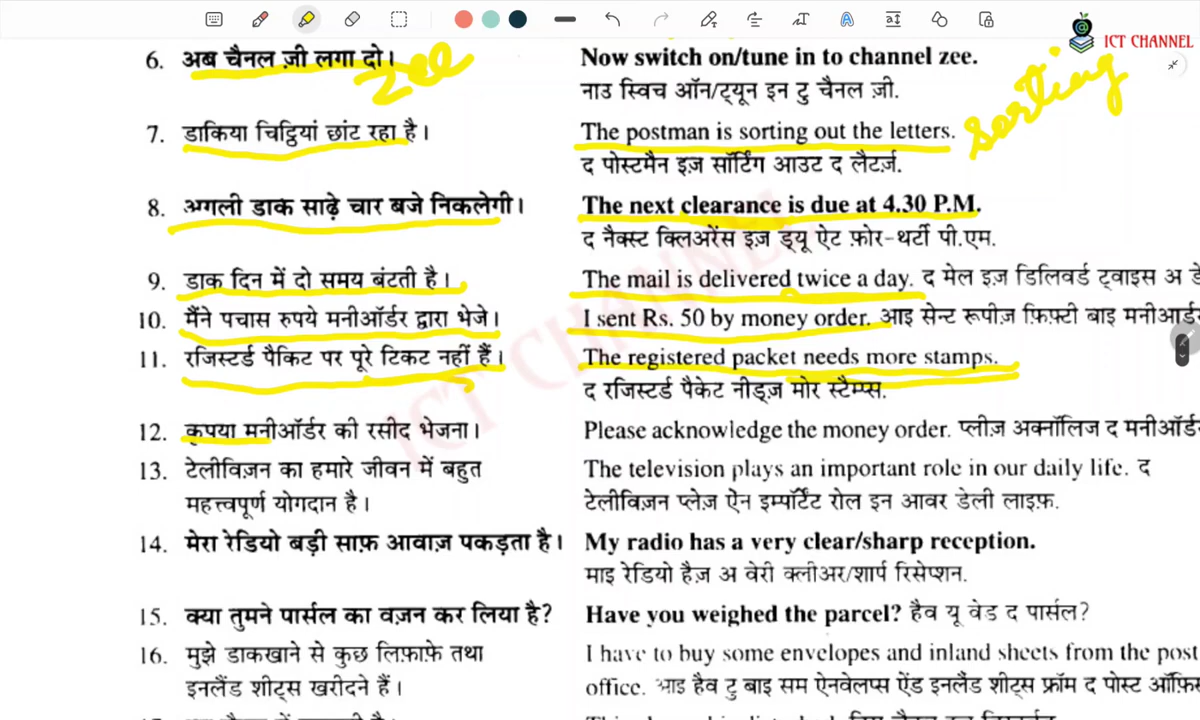 ICT CHANNEL
6. अब चैनल ज़ी लगा दो। Now switch on/tune in to channel zee.
zee
नाउ स्विच ऑन/ट्यून इन टु चैनल ज़ी.
sorting
7. डाकिया चिट्ठियां छांट रहा है। The postman is sorting out the letters.
द पोस्टमैन इज़ सॉर्टिंग आउट द लैटर्ज़.
8. अगली डाक साढ़े चार बजे निकलेगी। The next clearance is due at 4.30 P.M.
द नैक्स्ट क्लिअरेंस इज़ ड्यू ऐट फ़ोर-थर्टी पी.एम.
9. डाक दिन में दो समय बंटती है। The mail is delivered twice a day. द मेल इज़ डिलिवर्ड ट्वाइस अ डे
10. मैंने पचास रुपये मनीऑर्डर द्वारा भेजे। I sent Rs. 50 by money order. आइ सेन्ट रूपीज़ फ़िफ़्टी बाइ मनीआर्डर
11. रजिस्टर्ड पैकिट पर पूरे टिकट नहीं हैं। The registered packet needs more stamps.
द रजिस्टर्ड पैकेट नीड्ज़ मोर स्टैम्प्स.
12. कृपया मनीऑर्डर की रसीद भेजना। Please acknowledge the money order. प्लीज़ अक्नॉलिज द मनीऑर्डर
13. टेलीविज़न का हमारे जीवन में बहुत The television plays an important role in our daily life. द
महत्त्वपूर्ण योगदान है। टेलीविज़न प्लेज़ ऐन इम्पॉर्टेंट रोल इन आवर डेली लाइफ़.
14. मेरा रेडियो बड़ी साफ़ आवाज़ पकड़ता है। My radio has a very clear/sharp reception.
माइ रेडियो हैज़ अ वेरी क्लीअर/शार्प रिसेप्शन.
15. क्या तुमने पार्सल का वज़न कर लिया है? Have you weighed the parcel? हैव यू वेड द पार्सल?
16. मुझे डाकखाने से कुछ लिफ़ाफ़े तथा I have to buy some envelopes and inland sheets from the post
इनलैंड शीट्स खरीदने हैं। office. आइ हैव टु बाइ सम ऐनवेलप्स ऐंड इनलैंड शीट्स फ्रॉम द पोस्ट ऑफ़िस
ICT CHANNEL